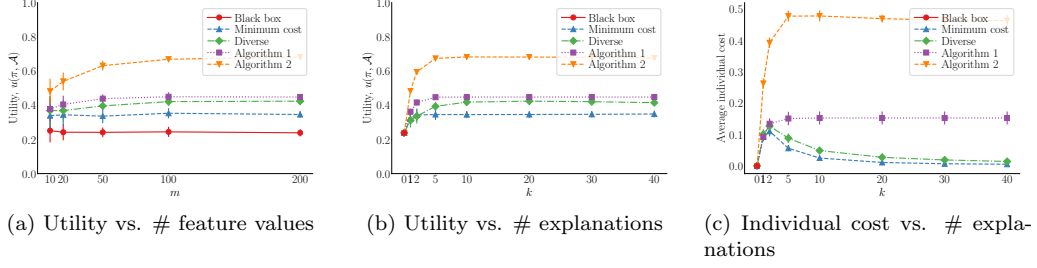 1.0
0.8
0.6
0.4
0.2
0.0
Utility, u(π, 𝒜)
10 20 50 100 200
m
Black box
Minimum cost
Diverse
Algorithm 1
Algorithm 2
(a) Utility vs. # feature values
1.0
0.8
0.6
0.4
0.2
0.0
Utility, u(π, 𝒜)
0 1 2 5 10 20 30 40
k
Black box
Minimum cost
Diverse
Algorithm 1
Algorithm 2
(b) Utility vs. # explanations
0.5
0.4
0.3
0.2
0.1
0.0
Average individual cost
0 1 2 5 10 20 30 40
k
Black box
Minimum cost
Diverse
Algorithm 1
Algorithm 2
(c) Individual cost vs. # expla-
nations